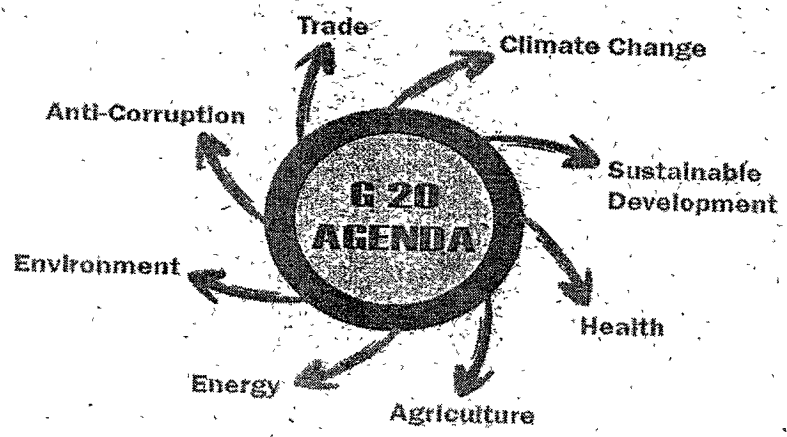 Trade
Climate Change
Anti-Corruption
Sustainable
Development
G 20
AGENDA
Environment
Health
Energy
Agriculture